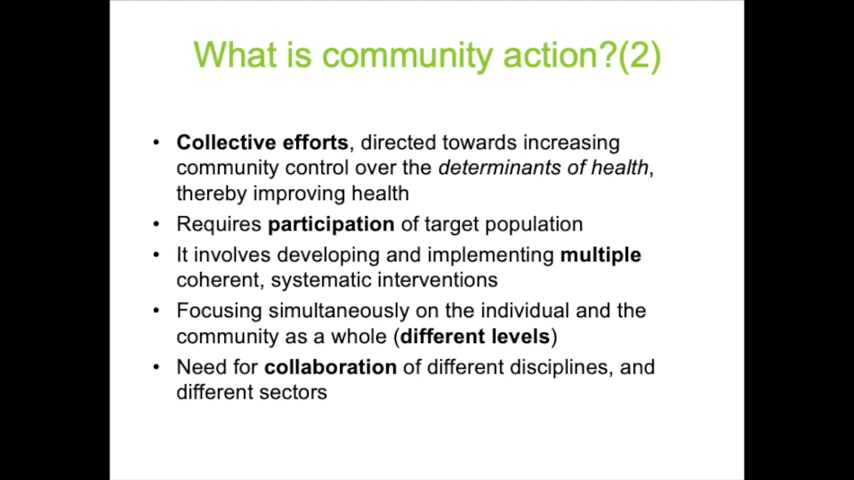 What is community action?(2)
• Collective efforts, directed towards increasing
community control over the determinants of health,
thereby improving health
• Requires participation of target population
• It involves developing and implementing multiple
coherent, systematic interventions
• Focusing simultaneously on the individual and the
community as a whole (different levels)
• Need for collaboration of different disciplines, and
different sectors